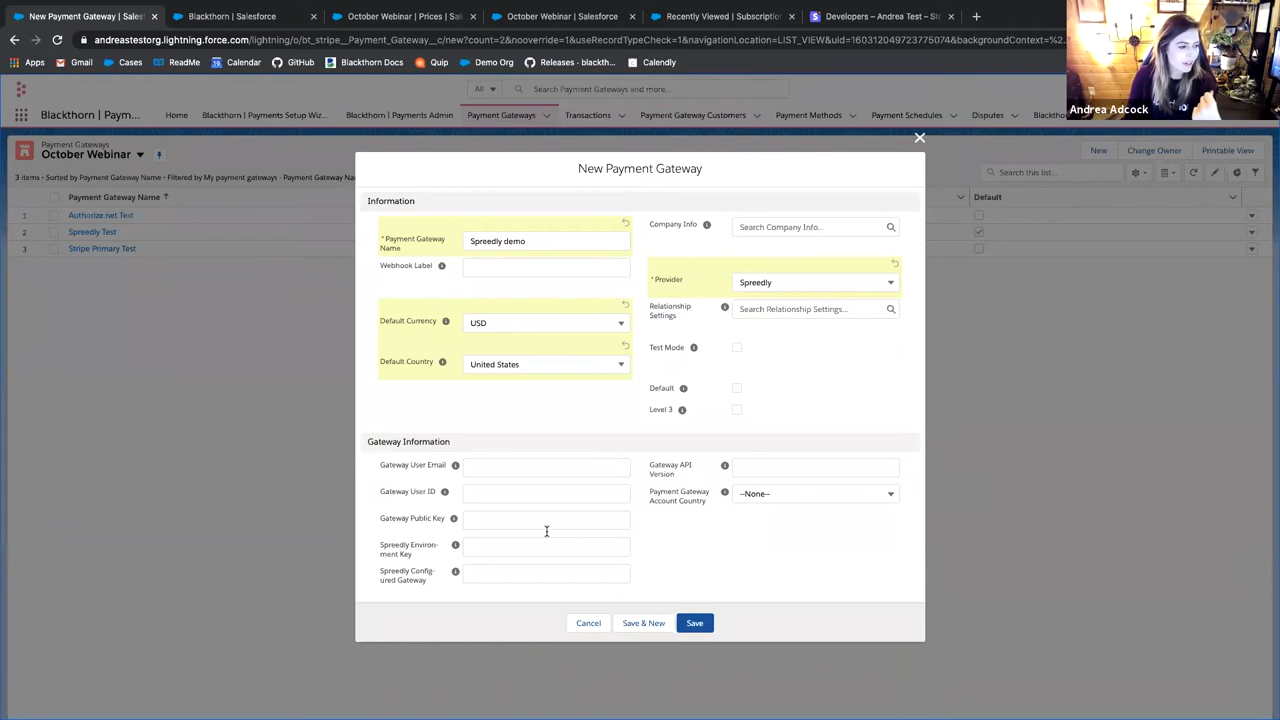 New Payment Gateway | Sales
Blackthorn | Salesforce
October Webinar | Prices | Sales
October Webinar | Salesforce
Recently Viewed | Subscription
Developers – Andrea Test – St
andreastestorg.lightning.force.com/lightning/o/bt_stripe__Payment_Gateway__c/new?count=2&nooverride=1&useRecordTypeCheck=1&navigationLocation=LIST_VIEW&uid=160312049723775074&backgroundContext=%2...
Apps
Gmail
Cases
ReadMe
Calendar
GitHub
Blackthorn Docs
Quip
Demo Org
Releases · blackth...
Calendly
Andrea Adcock
All
Search Payment Gateways and more...
Blackthorn | Paym...
Home
Blackthorn | Payments Setup Wiz...
Blackthorn | Payments Admin
Payment Gateways
Transactions
Payment Gateway Customers
Payment Methods
Payment Schedules
Disputes
Payment Gateways
October Webinar
New
Change Owner
Printable View
3 items • Sorted by Payment Gateway Name • Filtered by My payment gateways - Payment Gateway Na
Search this list...
Payment Gateway Name
Default
1
Authorize.net Test
2
Spreedly Test
3
Stripe Primary Test
New Payment Gateway
Information
*Payment Gateway
Name
Spreedly demo
Company Info
Search Company Info...
Webhook Label
*Provider
Spreedly
Default Currency
USD
Relationship
Settings
Search Relationship Settings...
Test Mode
Default Country
United States
Default
Level 3
Gateway Information
Gateway User Email
Gateway API
Version
Gateway User ID
Payment Gateway
Account Country
--None--
Gateway Public Key
Spreedly Environ-
ment Key
Spreedly Config-
ured Gateway
Cancel
Save & New
Save